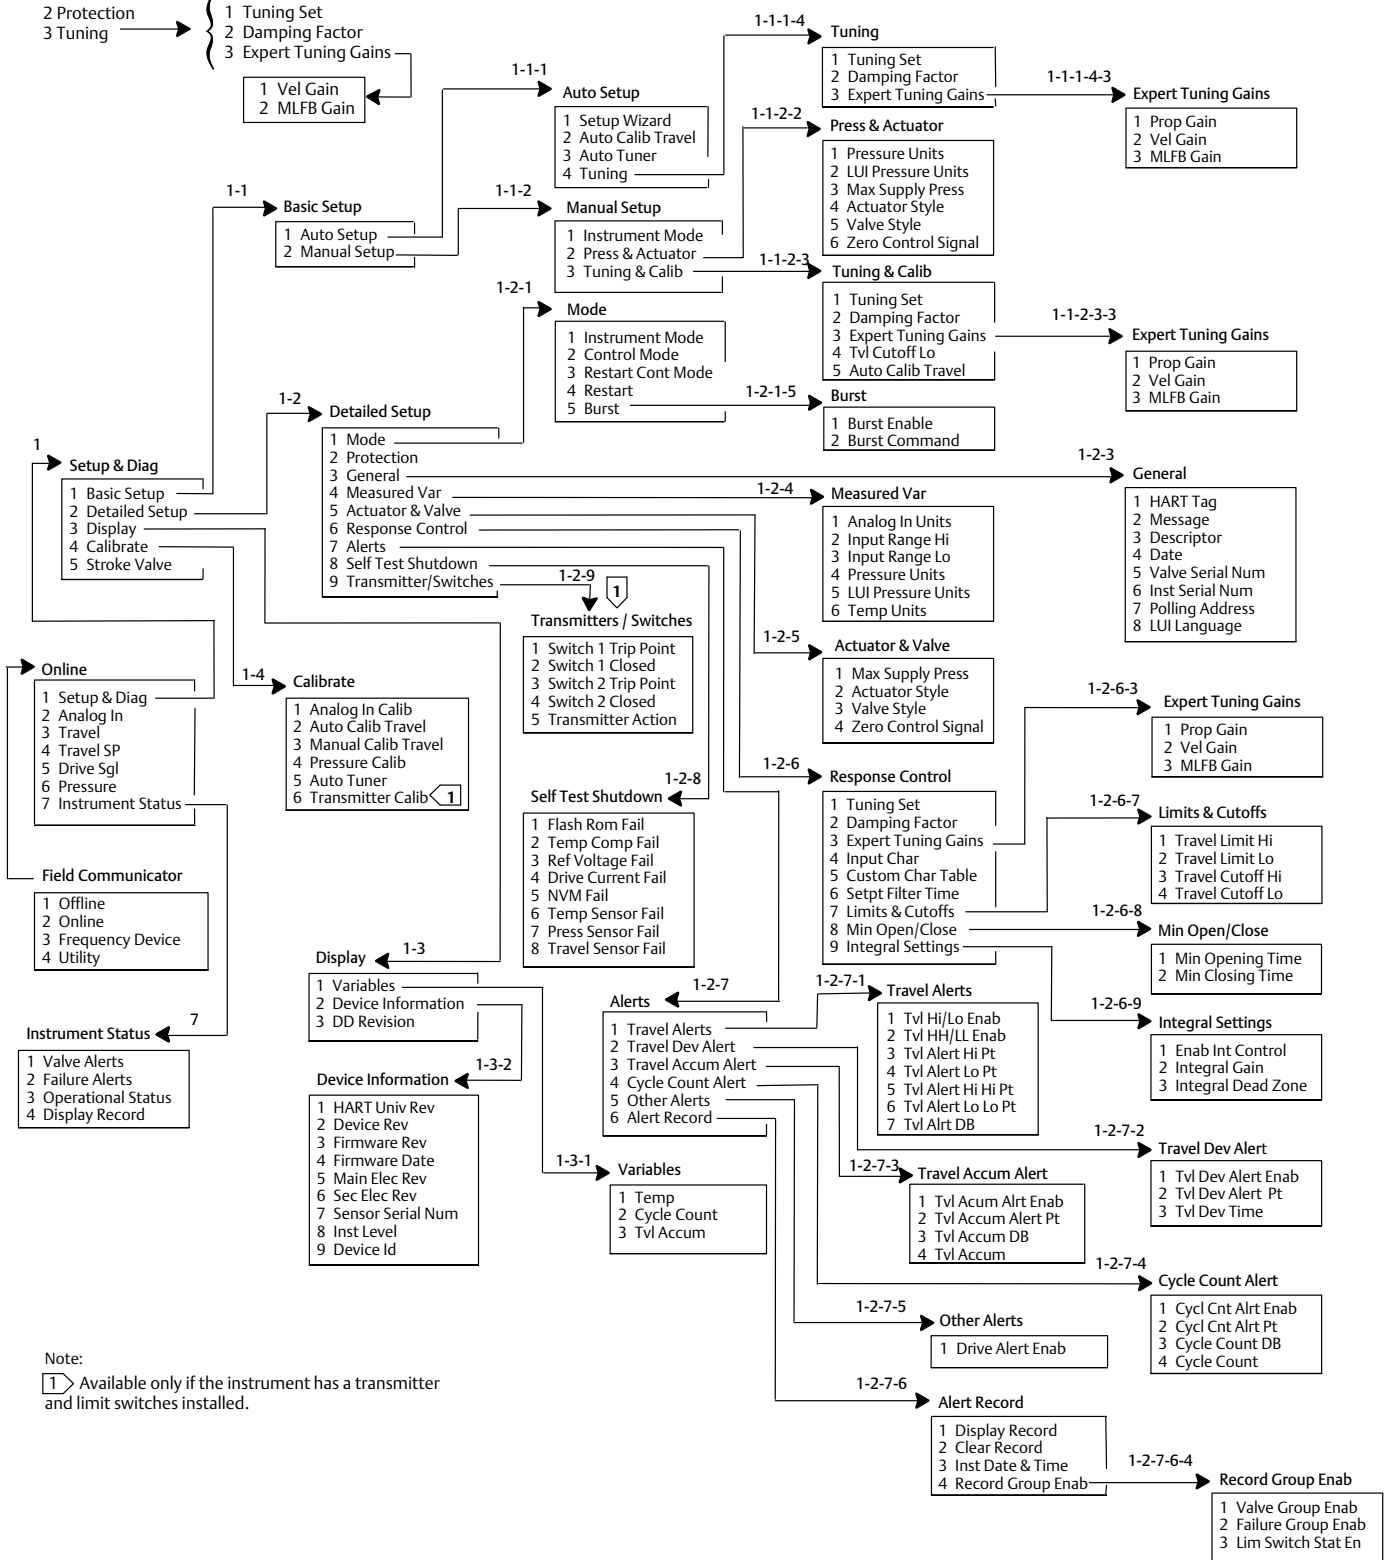 2 Protection
3 Tuning
1 Tuning Set
2 Damping Factor
3 Expert Tuning Gains
1 Vel Gain
2 MLFB Gain
1-1-1-4
Tuning
1 Tuning Set
2 Damping Factor
3 Expert Tuning Gains
1-1-1-4-3
Expert Tuning Gains
1 Prop Gain
2 Vel Gain
3 MLFB Gain
1-1-1
Auto Setup
1 Setup Wizard
2 Auto Calib Travel
3 Auto Tuner
4 Tuning
1-1-2-2
Press & Actuator
1 Pressure Units
2 LUI Pressure Units
3 Max Supply Press
4 Actuator Style
5 Valve Style
6 Zero Control Signal
1-1
Basic Setup
1 Auto Setup
2 Manual Setup
1-1-2
Manual Setup
1 Instrument Mode
2 Press & Actuator
3 Tuning & Calib
1-1-2-3
Tuning & Calib
1 Tuning Set
2 Damping Factor
3 Expert Tuning Gains
4 Tvl Cutoff Lo
5 Auto Calib Travel
1-1-2-3-3
Expert Tuning Gains
1 Prop Gain
2 Vel Gain
3 MLFB Gain
1-2-1
Mode
1 Instrument Mode
2 Control Mode
3 Restart Cont Mode
4 Restart
5 Burst
1-2-1-5
Burst
1 Burst Enable
2 Burst Command
1-2
Detailed Setup
1 Mode
2 Protection
3 General
4 Measured Var
5 Actuator & Valve
6 Response Control
7 Alerts
8 Self Test Shutdown
9 Transmitter/Switches
1
Setup & Diag
1 Basic Setup
2 Detailed Setup
3 Display
4 Calibrate
5 Stroke Valve
1-2-3
General
1 HART Tag
2 Message
3 Descriptor
4 Date
5 Valve Serial Num
6 Inst Serial Num
7 Polling Address
8 LUI Language
1-2-4
Measured Var
1 Analog In Units
2 Input Range Hi
3 Input Range Lo
4 Pressure Units
5 LUI Pressure Units
6 Temp Units
1-2-9
1
Transmitters / Switches
1 Switch 1 Trip Point
2 Switch 1 Closed
3 Switch 2 Trip Point
4 Switch 2 Closed
5 Transmitter Action
1-2-5
Actuator & Valve
1 Max Supply Press
2 Actuator Style
3 Valve Style
4 Zero Control Signal
Online
1 Setup & Diag
2 Analog In
3 Travel
4 Travel SP
5 Drive Sgl
6 Pressure
7 Instrument Status
1-4
Calibrate
1 Analog In Calib
2 Auto Calib Travel
3 Manual Calib Travel
4 Pressure Calib
5 Auto Tuner
6 Transmitter Calib 1
1-2-6-3
Expert Tuning Gains
1 Prop Gain
2 Vel Gain
3 MLFB Gain
1-2-6
Response Control
1 Tuning Set
2 Damping Factor
3 Expert Tuning Gains
4 Input Char
5 Custom Char Table
6 Setpt Filter Time
7 Limits & Cutoffs
8 Min Open/Close
9 Integral Settings
1-2-8
Self Test Shutdown
1 Flash Rom Fail
2 Temp Comp Fail
3 Ref Voltage Fail
4 Drive Current Fail
5 NVM Fail
6 Temp Sensor Fail
7 Press Sensor Fail
8 Travel Sensor Fail
1-2-6-7
Limits & Cutoffs
1 Travel Limit Hi
2 Travel Limit Lo
3 Travel Cutoff Hi
4 Travel Cutoff Lo
Field Communicator
1 Offline
2 Online
3 Frequency Device
4 Utility
1-2-6-8
Min Open/Close
1 Min Opening Time
2 Min Closing Time
1-3
Display
1 Variables
2 Device Information
3 DD Revision
1-2-6-9
Integral Settings
1 Enab Int Control
2 Integral Gain
3 Integral Dead Zone
7
Instrument Status
1 Valve Alerts
2 Failure Alerts
3 Operational Status
4 Display Record
1-2-7
Alerts
1 Travel Alerts
2 Travel Dev Alert
3 Travel Accum Alert
4 Cycle Count Alert
5 Other Alerts
6 Alert Record
1-2-7-1
Travel Alerts
1 Tvl Hi/Lo Enab
2 Tvl HH/LL Enab
3 Tvl Alert Hi Pt
4 Tvl Alert Lo Pt
5 Tvl Alert Hi Hi Pt
6 Tvl Alert Lo Lo Pt
7 Tvl Alrt DB
1-3-2
Device Information
1 HART Univ Rev
2 Device Rev
3 Firmware Rev
4 Firmware Date
5 Main Elec Rev
6 Sec Elec Rev
7 Sensor Serial Num
8 Inst Level
9 Device Id
1-2-7-2
Travel Dev Alert
1 Tvl Dev Alert Enab
2 Tvl Dev Alert Pt
3 Tvl Dev Time
1-3-1
Variables
1 Temp
2 Cycle Count
3 Tvl Accum
1-2-7-3
Travel Accum Alert
1 Tvl Acum Alrt Enab
2 Tvl Accum Alert Pt
3 Tvl Accum DB
4 Tvl Accum
1-2-7-4
Cycle Count Alert
1 Cycl Cnt Alrt Enab
2 Cycl Cnt Alrt Pt
3 Cycle Count DB
4 Cycle Count
1-2-7-5
Other Alerts
1 Drive Alert Enab
Note:
1 Available only if the instrument has a transmitter
and limit switches installed.
1-2-7-6
Alert Record
1 Display Record
2 Clear Record
3 Inst Date & Time
4 Record Group Enab
1-2-7-6-4
Record Group Enab
1 Valve Group Enab
2 Failure Group Enab
3 Lim Switch Stat En